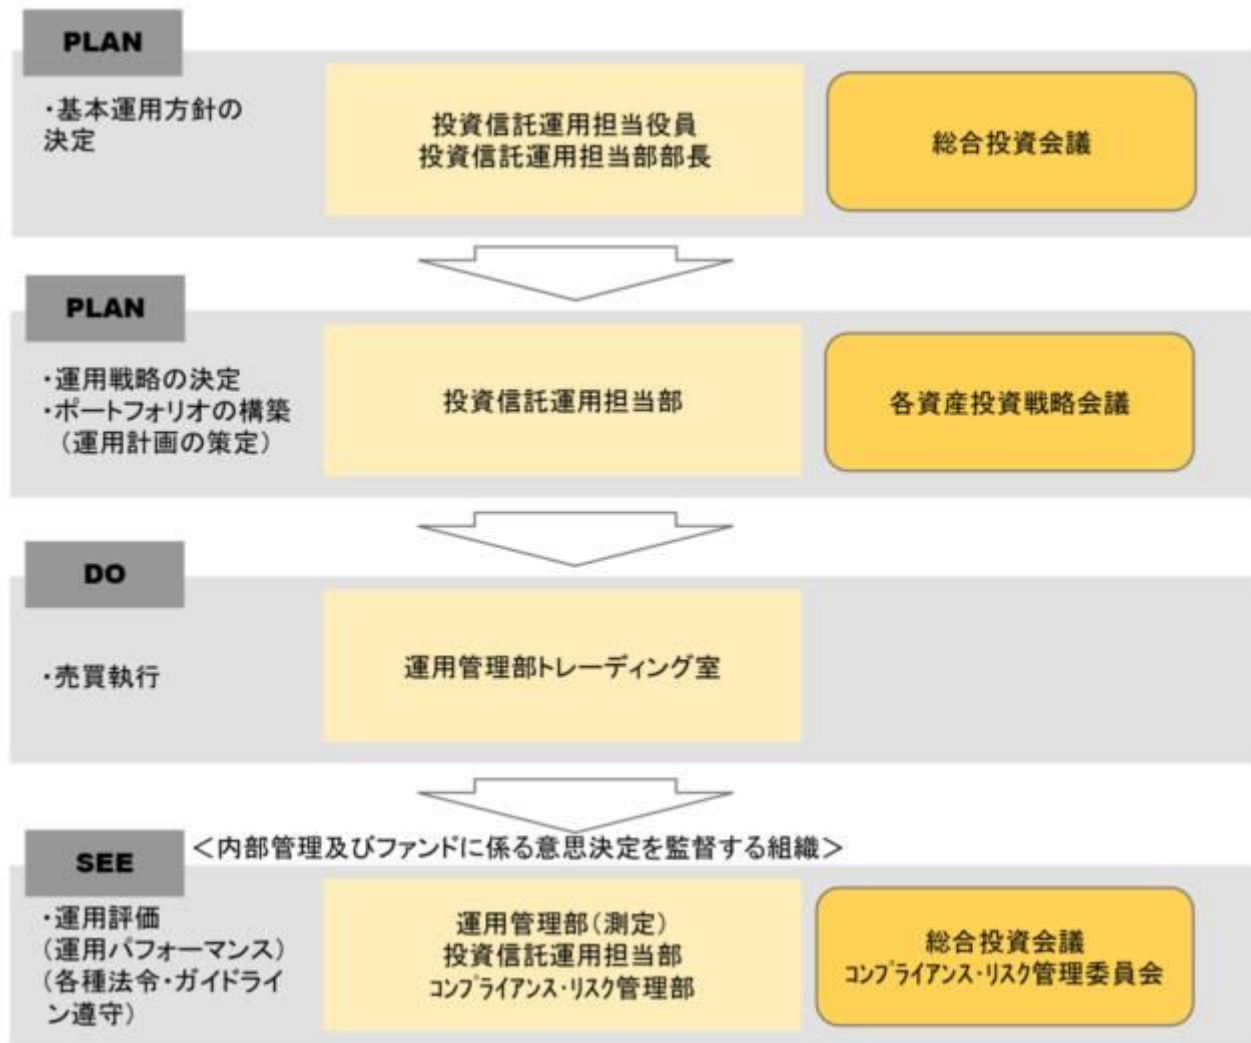 PLAN
・基本運用方針の
決定
投資信託運用担当役員
投資信託運用担当部部長
総合投資会議
PLAN
・運用戦略の決定
・ポートフォリオの構築
（運用計画の策定）
投資信託運用担当部
各資産投資戦略会議
DO
・売買執行
運用管理部トレーディング室
SEE
＜内部管理及びファンドに係る意思決定を監督する組織＞
・運用評価
(運用パフォーマンス)
(各種法令・ガイドライ
ン遵守)
運用管理部(測定)
投資信託運用担当部
ｺﾝﾌﾟﾗｲｱﾝｽ・ﾘｽｸ管理部
総合投資会議
ｺﾝﾌﾟﾗｲｱﾝｽ・ﾘｽｸ管理委員会